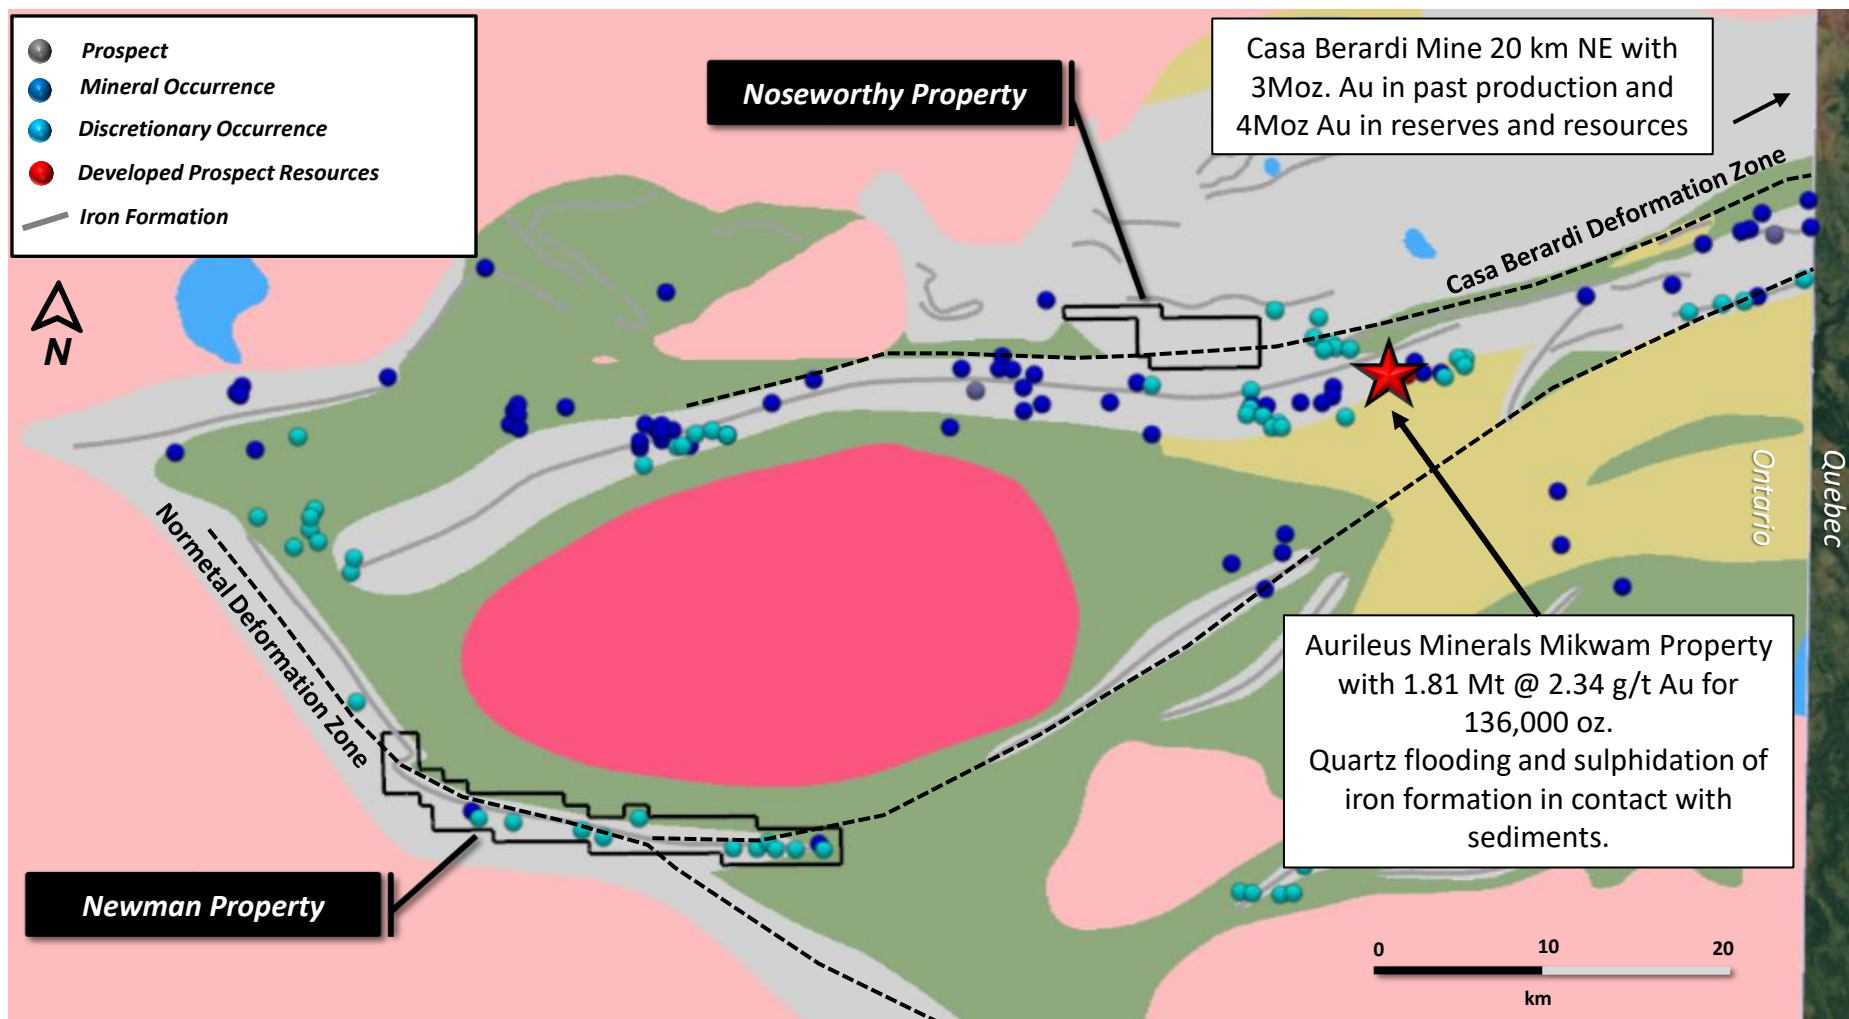 Prospect
Mineral Occurrence
Discretionary Occurrence
Developed Prospect Resources
Iron Formation
N
Noseworthy Property
Casa Berardi Mine 20 km NE with
3Moz. Au in past production and
4Moz Au in reserves and resources
Casa Berardi Deformation Zone
Normetal Deformation Zone
Ontario
Quebec
Newman Property
Aurileus Minerals Mikwam Property
with 1.81 Mt @ 2.34 g/t Au for
136,000 oz.
Quartz flooding and sulphidation of
iron formation in contact with
sediments.
0 10 20
km